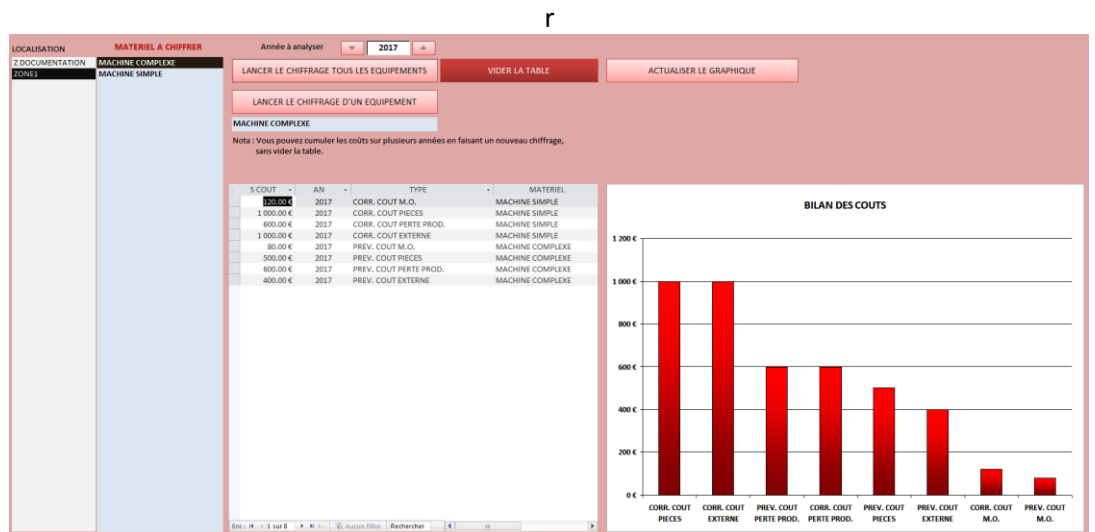 r
LOCALISATION
Z DOCUMENTATION
ZONE1
MATERIEL A CHIFFRER
MACHINE COMPLEXE
MACHINE SIMPLE
Année à analyser 2017
LANCER LE CHIFFRAGE TOUS LES EQUIPEMENTS
VIDER LA TABLE
ACTUALISER LE GRAPHIQUE
LANCER LE CHIFFRAGE D'UN EQUIPEMENT
MACHINE COMPLEXE
Nota : Vous pouvez cumuler les coûts sur plusieurs années en faisant un nouveau chiffrage,
sans vider la table.
S COUT AN TYPE MATERIEL
120.00 € 2017 CORR. COUT M.O. MACHINE SIMPLE
1 000.00 € 2017 CORR. COUT PIECES MACHINE SIMPLE
600.00 € 2017 CORR. COUT PERTE PROD. MACHINE SIMPLE
1 000.00 € 2017 CORR. COUT EXTERNE MACHINE SIMPLE
80.00 € 2017 PREV. COUT M.O. MACHINE COMPLEXE
500.00 € 2017 PREV. COUT PIECES MACHINE COMPLEXE
600.00 € 2017 PREV. COUT PERTE PROD. MACHINE COMPLEXE
400.00 € 2017 PREV. COUT EXTERNE MACHINE COMPLEXE
Enr : 1 sur 8 Aucun filtre Rechercher
BILAN DES COUTS
1 200 €
1 000 €
800 €
600 €
400 €
200 €
0 €
CORR. COUT PIECES
CORR. COUT EXTERNE
PREV. COUT PERTE PROD.
CORR. COUT PERTE PROD.
PREV. COUT PIECES
PREV. COUT EXTERNE
CORR. COUT M.O.
PREV. COUT M.O.